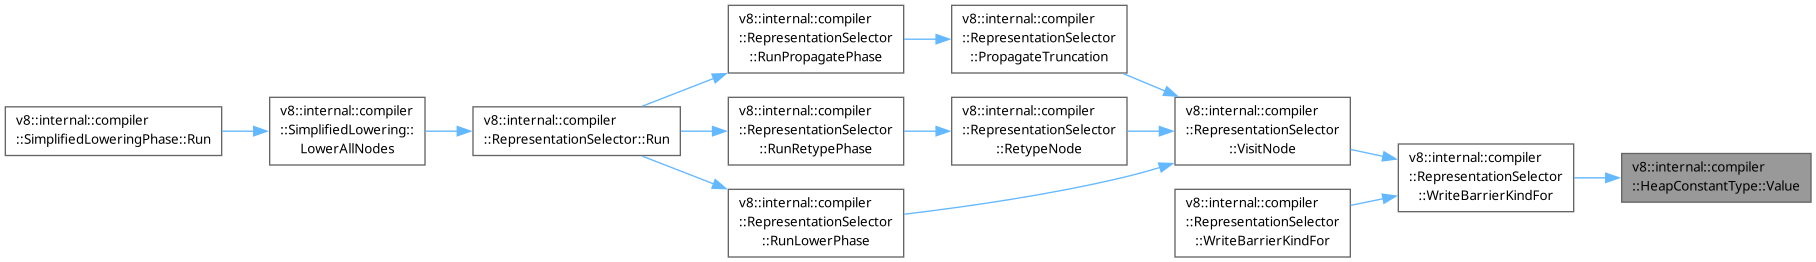 v8::internal::compiler
::SimplifiedLoweringPhase::Run
v8::internal::compiler
::SimplifiedLowering::
LowerAllNodes
v8::internal::compiler
::RepresentationSelector::Run
v8::internal::compiler
::RepresentationSelector
::RunPropagatePhase
v8::internal::compiler
::RepresentationSelector
::RunRetypePhase
v8::internal::compiler
::RepresentationSelector
::RunLowerPhase
v8::internal::compiler
::RepresentationSelector
::PropagateTruncation
v8::internal::compiler
::RepresentationSelector
::RetypeNode
v8::internal::compiler
::RepresentationSelector
::VisitNode
v8::internal::compiler
::RepresentationSelector
::WriteBarrierKindFor
v8::internal::compiler
::RepresentationSelector
::WriteBarrierKindFor
v8::internal::compiler
::HeapConstantType::Value